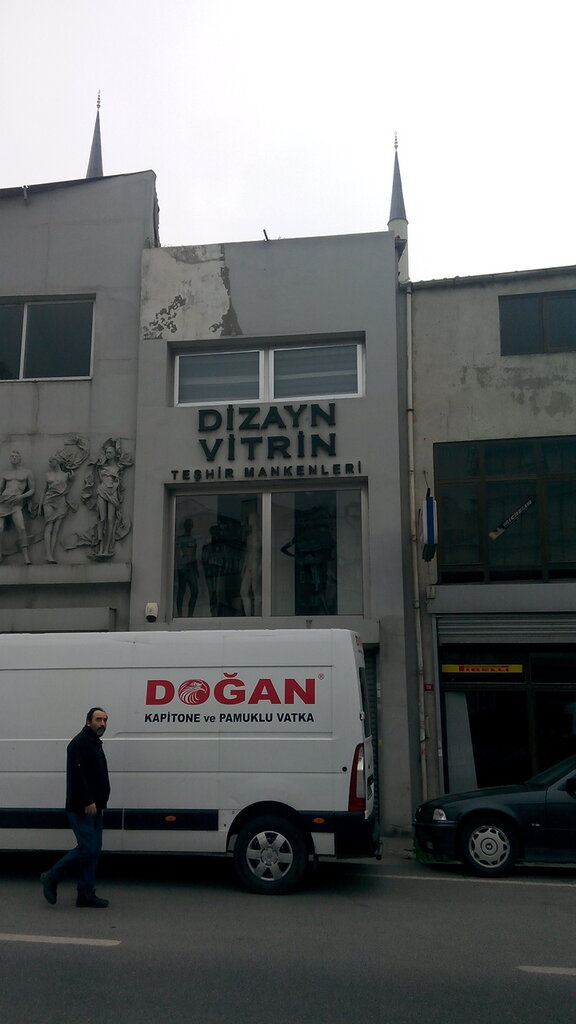 DİZAYN
VİTRİN
TEŞHİR MANKENLERİ
PIRELLI
DOĞAN®
KAPİTONE ve PAMUKLU VATKA